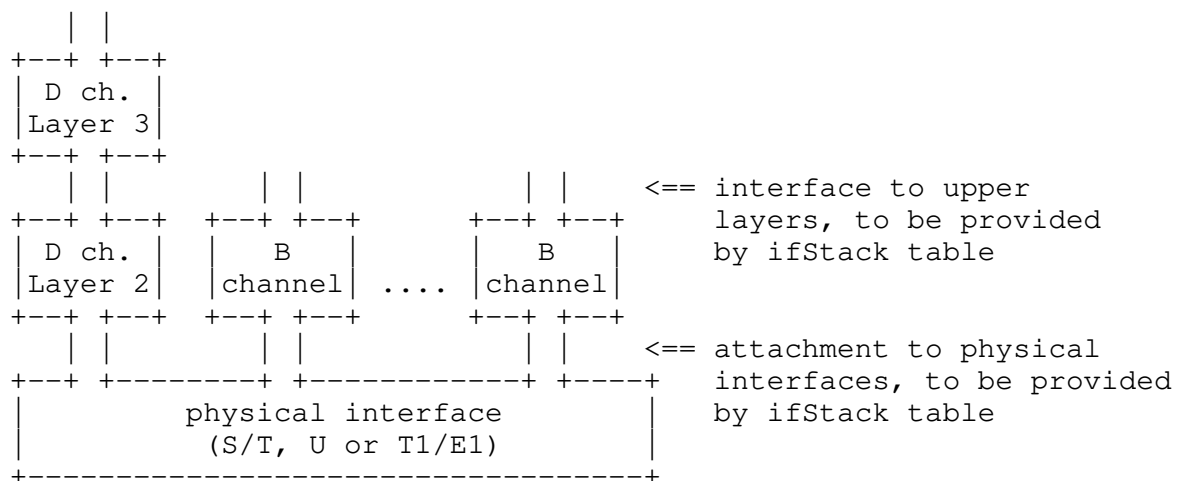 D ch.
Layer 3
<== interface to upper
layers, to be provided
D ch. B B by ifStack table
Layer 2 channel .... channel
<== attachment to physical
interfaces, to be provided
physical interface by ifStack table
(S/T, U or T1/E1)